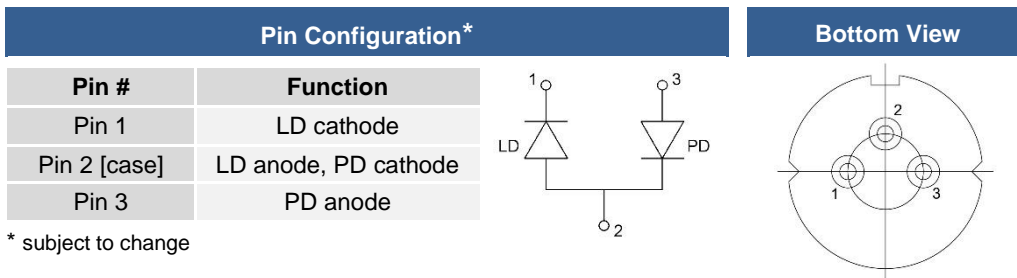 Pin Configuration*
Bottom View
Pin # Function
Pin 1 LD cathode
Pin 2 [case] LD anode, PD cathode
Pin 3 PD anode
* subject to change
1 3
LD PD
2
2
1 3